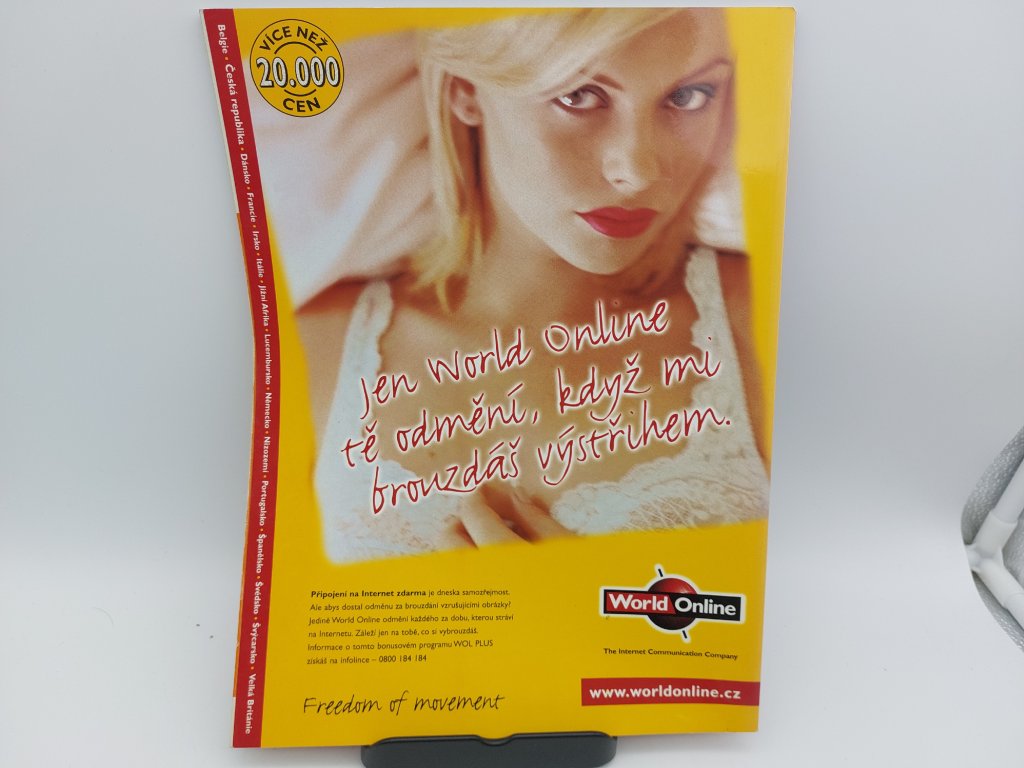 VÍCE NEŽ
20.000
CEN
Belgie • Česká republika • Dánsko • Francie • Irsko • Itálie • Jižní Afrika • Lucembursko • Německo • Nizozemí • Portugalsko • Španělsko • Švédsko • Švýcarsko • Velká Británie
Jen World Online
tě odmění, když mi
brouzdáš výstřihem.
Připojení na Internet zdarma je dneska samozřejmost.
Ale abys dostal odměnu za brouzdání vzrušujícími obrázky?
Jedině World Online odmění každého za dobu, kterou stráví
na Internetu. Záleží jen na tobě, co si vybrouzdáš.
Informace o tomto bonusovém programu WOL PLUS
získáš na infolince – 0800 184 184
World Online
The Internet Communication Company
www.worldonline.cz
Freedom of movement